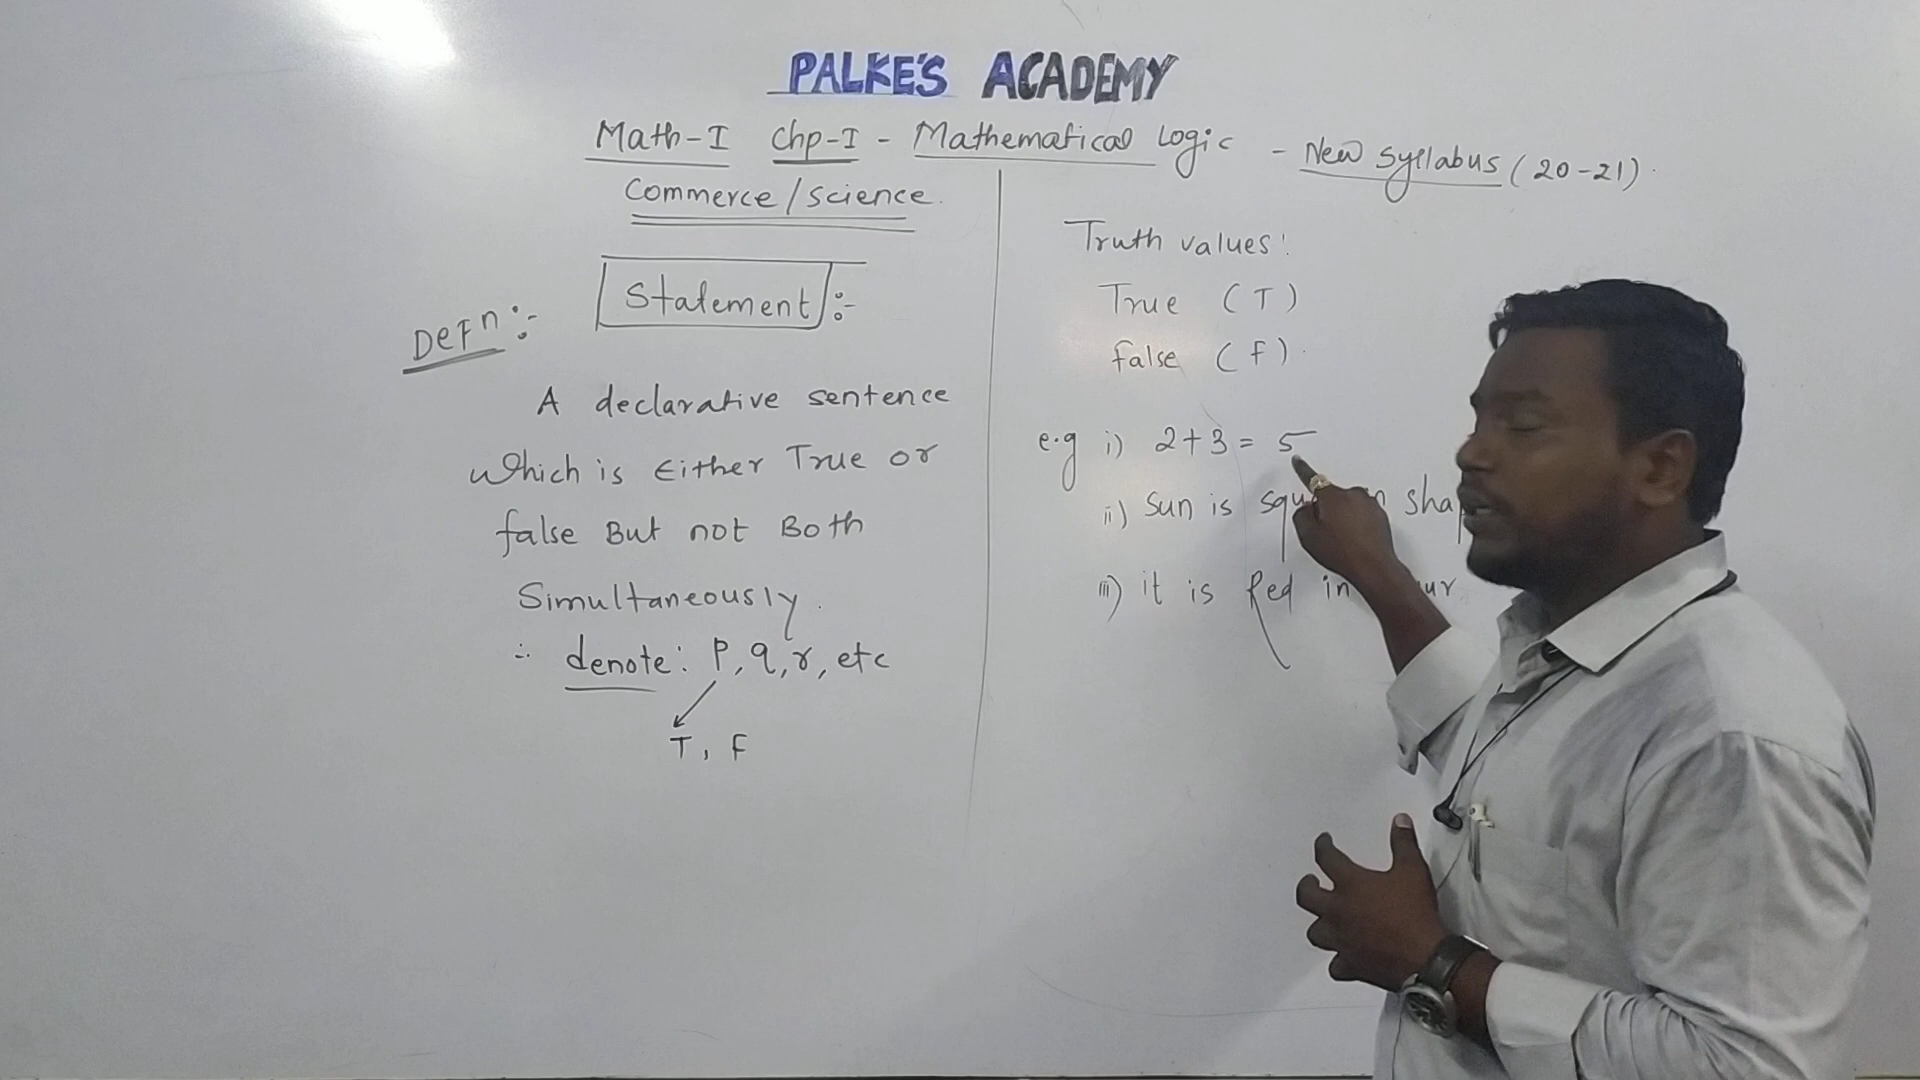 PALKE'S ACADEMY
Math-I Chp-I - Mathematical Logic - New Syllabus (20-21).
Commerce/science.
Defn:- Statement:-
A declarative sentence
which is Either True or
false But not Both
Simultaneously.
∴ denote: P, q, r, etc
T, F
Truth values:
True (T)
false (F).
e.g i) 2+3 = 5
ii) Sun is in
iii) it is Red in